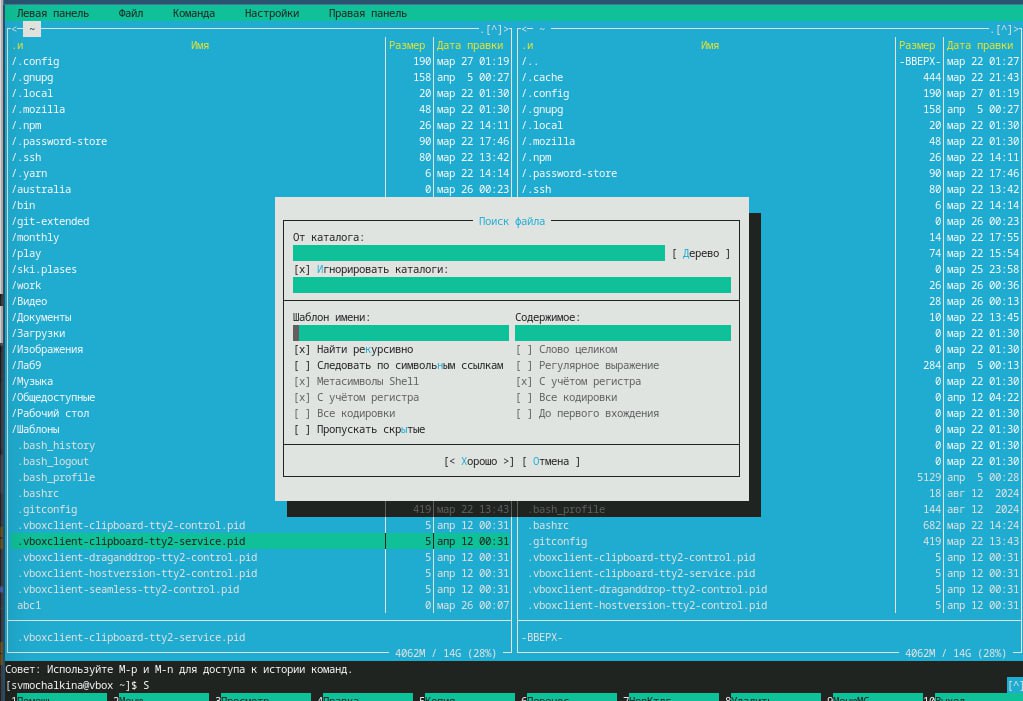 Левая панель Файл Команда Настройки Правая панель
<─ ~ .[^]>
.и Имя Размер Дата правки
/.config 190 мар 27 01:19
/.gnupg 158 апр 5 00:27
/.local 20 мар 22 01:30
/.mozilla 48 мар 22 01:30
/.npm 26 мар 22 14:11
/.password-store 90 мар 22 17:46
/.ssh 80 мар 22 13:42
/.yarn 6 мар 22 14:14
/australia 0 мар 26 00:23
/bin
/git-extended
/monthly
/play
/ski.plases
/work
/Видео
/Документы
/Загрузки
/Изображения
/Лаб9
/Музыка
/Общедоступные
/Рабочий стол
/Шаблоны
.bash_history
.bash_logout
.bash_profile
.bashrc
.gitconfig 419 мар 22 13:43
.vboxclient-clipboard-tty2-control.pid 5 апр 12 00:31
.vboxclient-clipboard-tty2-service.pid 5 апр 12 00:31
.vboxclient-draganddrop-tty2-control.pid 5 апр 12 00:31
.vboxclient-hostversion-tty2-control.pid 5 апр 12 00:31
.vboxclient-seamless-tty2-control.pid 5 апр 12 00:31
abc1 0 мар 26 00:07
.vboxclient-clipboard-tty2-service.pid
4062M / 14G (28%)
<─ ~ .[^]>
.и Имя Размер Дата правки
/.. -ВВЕРХ- мар 22 01:27
/.cache 444 мар 22 21:43
/.config 190 мар 27 01:19
/.gnupg 158 апр 5 00:27
/.local 20 мар 22 01:30
/.mozilla 48 мар 22 01:30
/.npm 26 мар 22 14:11
/.password-store 90 мар 22 17:46
/.ssh 80 мар 22 13:42
6 мар 22 14:14
0 мар 26 00:23
14 мар 22 17:55
74 мар 22 15:54
0 мар 25 23:58
26 мар 26 00:36
28 мар 26 00:13
10 мар 22 13:45
0 мар 22 01:30
0 мар 22 01:30
284 апр 5 00:13
0 мар 22 01:30
0 апр 12 04:22
0 мар 22 01:30
0 мар 22 01:30
0 мар 22 01:30
0 мар 22 01:30
5129 апр 5 00:28
18 авг 12 2024
.bash_profile 144 авг 12 2024
.bashrc 682 мар 22 14:24
.gitconfig 419 мар 22 13:43
.vboxclient-clipboard-tty2-control.pid 5 апр 12 00:31
.vboxclient-clipboard-tty2-service.pid 5 апр 12 00:31
.vboxclient-draganddrop-tty2-control.pid 5 апр 12 00:31
.vboxclient-hostversion-tty2-control.pid 5 апр 12 00:31
-ВВЕРХ-
4062M / 14G (28%)
Поиск файла
От каталога:
[ Дерево ]
[x] Игнорировать каталоги:
Шаблон имени:
[x] Найти рекурсивно
[ ] Следовать по символьным ссылкам
[x] Метасимволы Shell
[x] С учётом регистра
[ ] Все кодировки
[ ] Пропускать скрытые
Содержимое:
[ ] Слово целиком
[ ] Регулярное выражение
[x] С учётом регистра
[ ] Все кодировки
[ ] До первого вхождения
[< Хорошо >] [ Отмена ]
Совет: Используйте M-p и M-n для доступа к истории команд.
[svmochalkina@vbox ~]$ S [^]
1Помощь 2Меню 3Просмотр 4Правка 5Копия 6Перенос 7НовКтлг 8Удалить 9МенюMC 10Выход